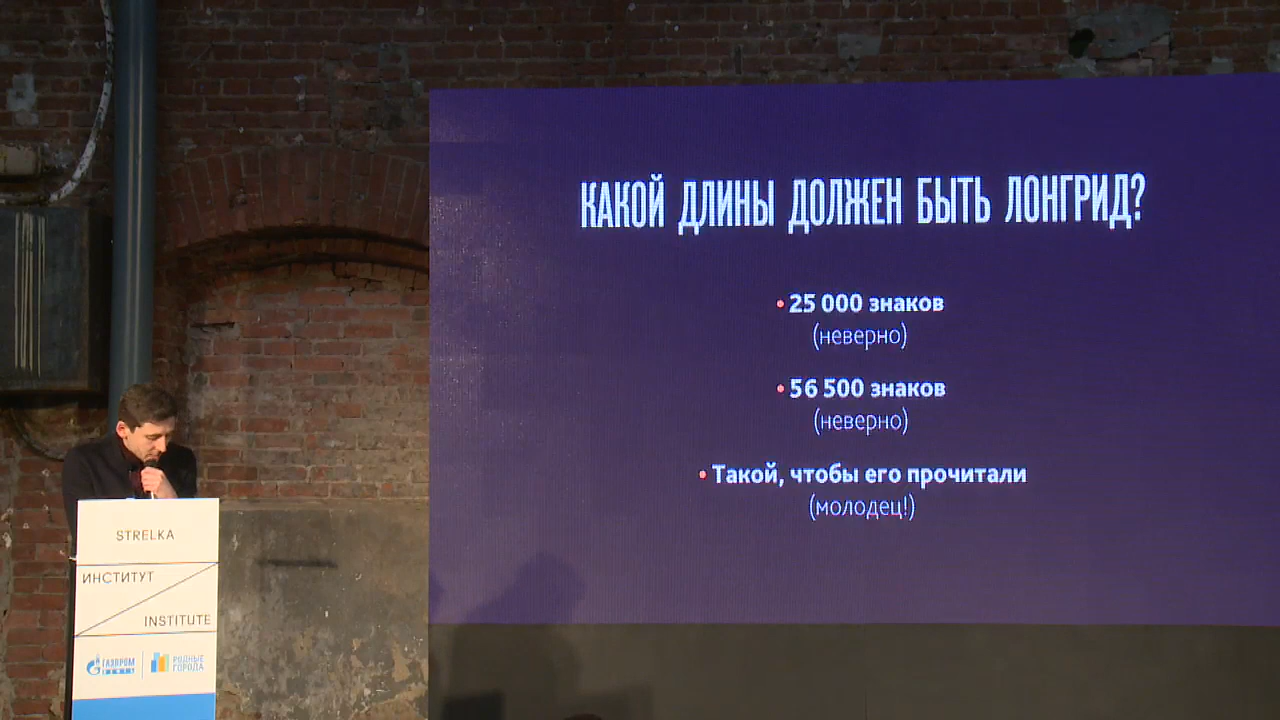 КАКОЙ ДЛИНЫ ДОЛЖЕН БЫТЬ ЛОНГРИД?
• 25 000 знаков
(неверно)
• 56 500 знаков
(неверно)
• Такой, чтобы его прочитали
(молодец!)
STRELKA
ИНСТИТУТ
INSTITUTE
ГАЗПРОМ
НЕФТЬ
РОДНЫЕ
ГОРОДА